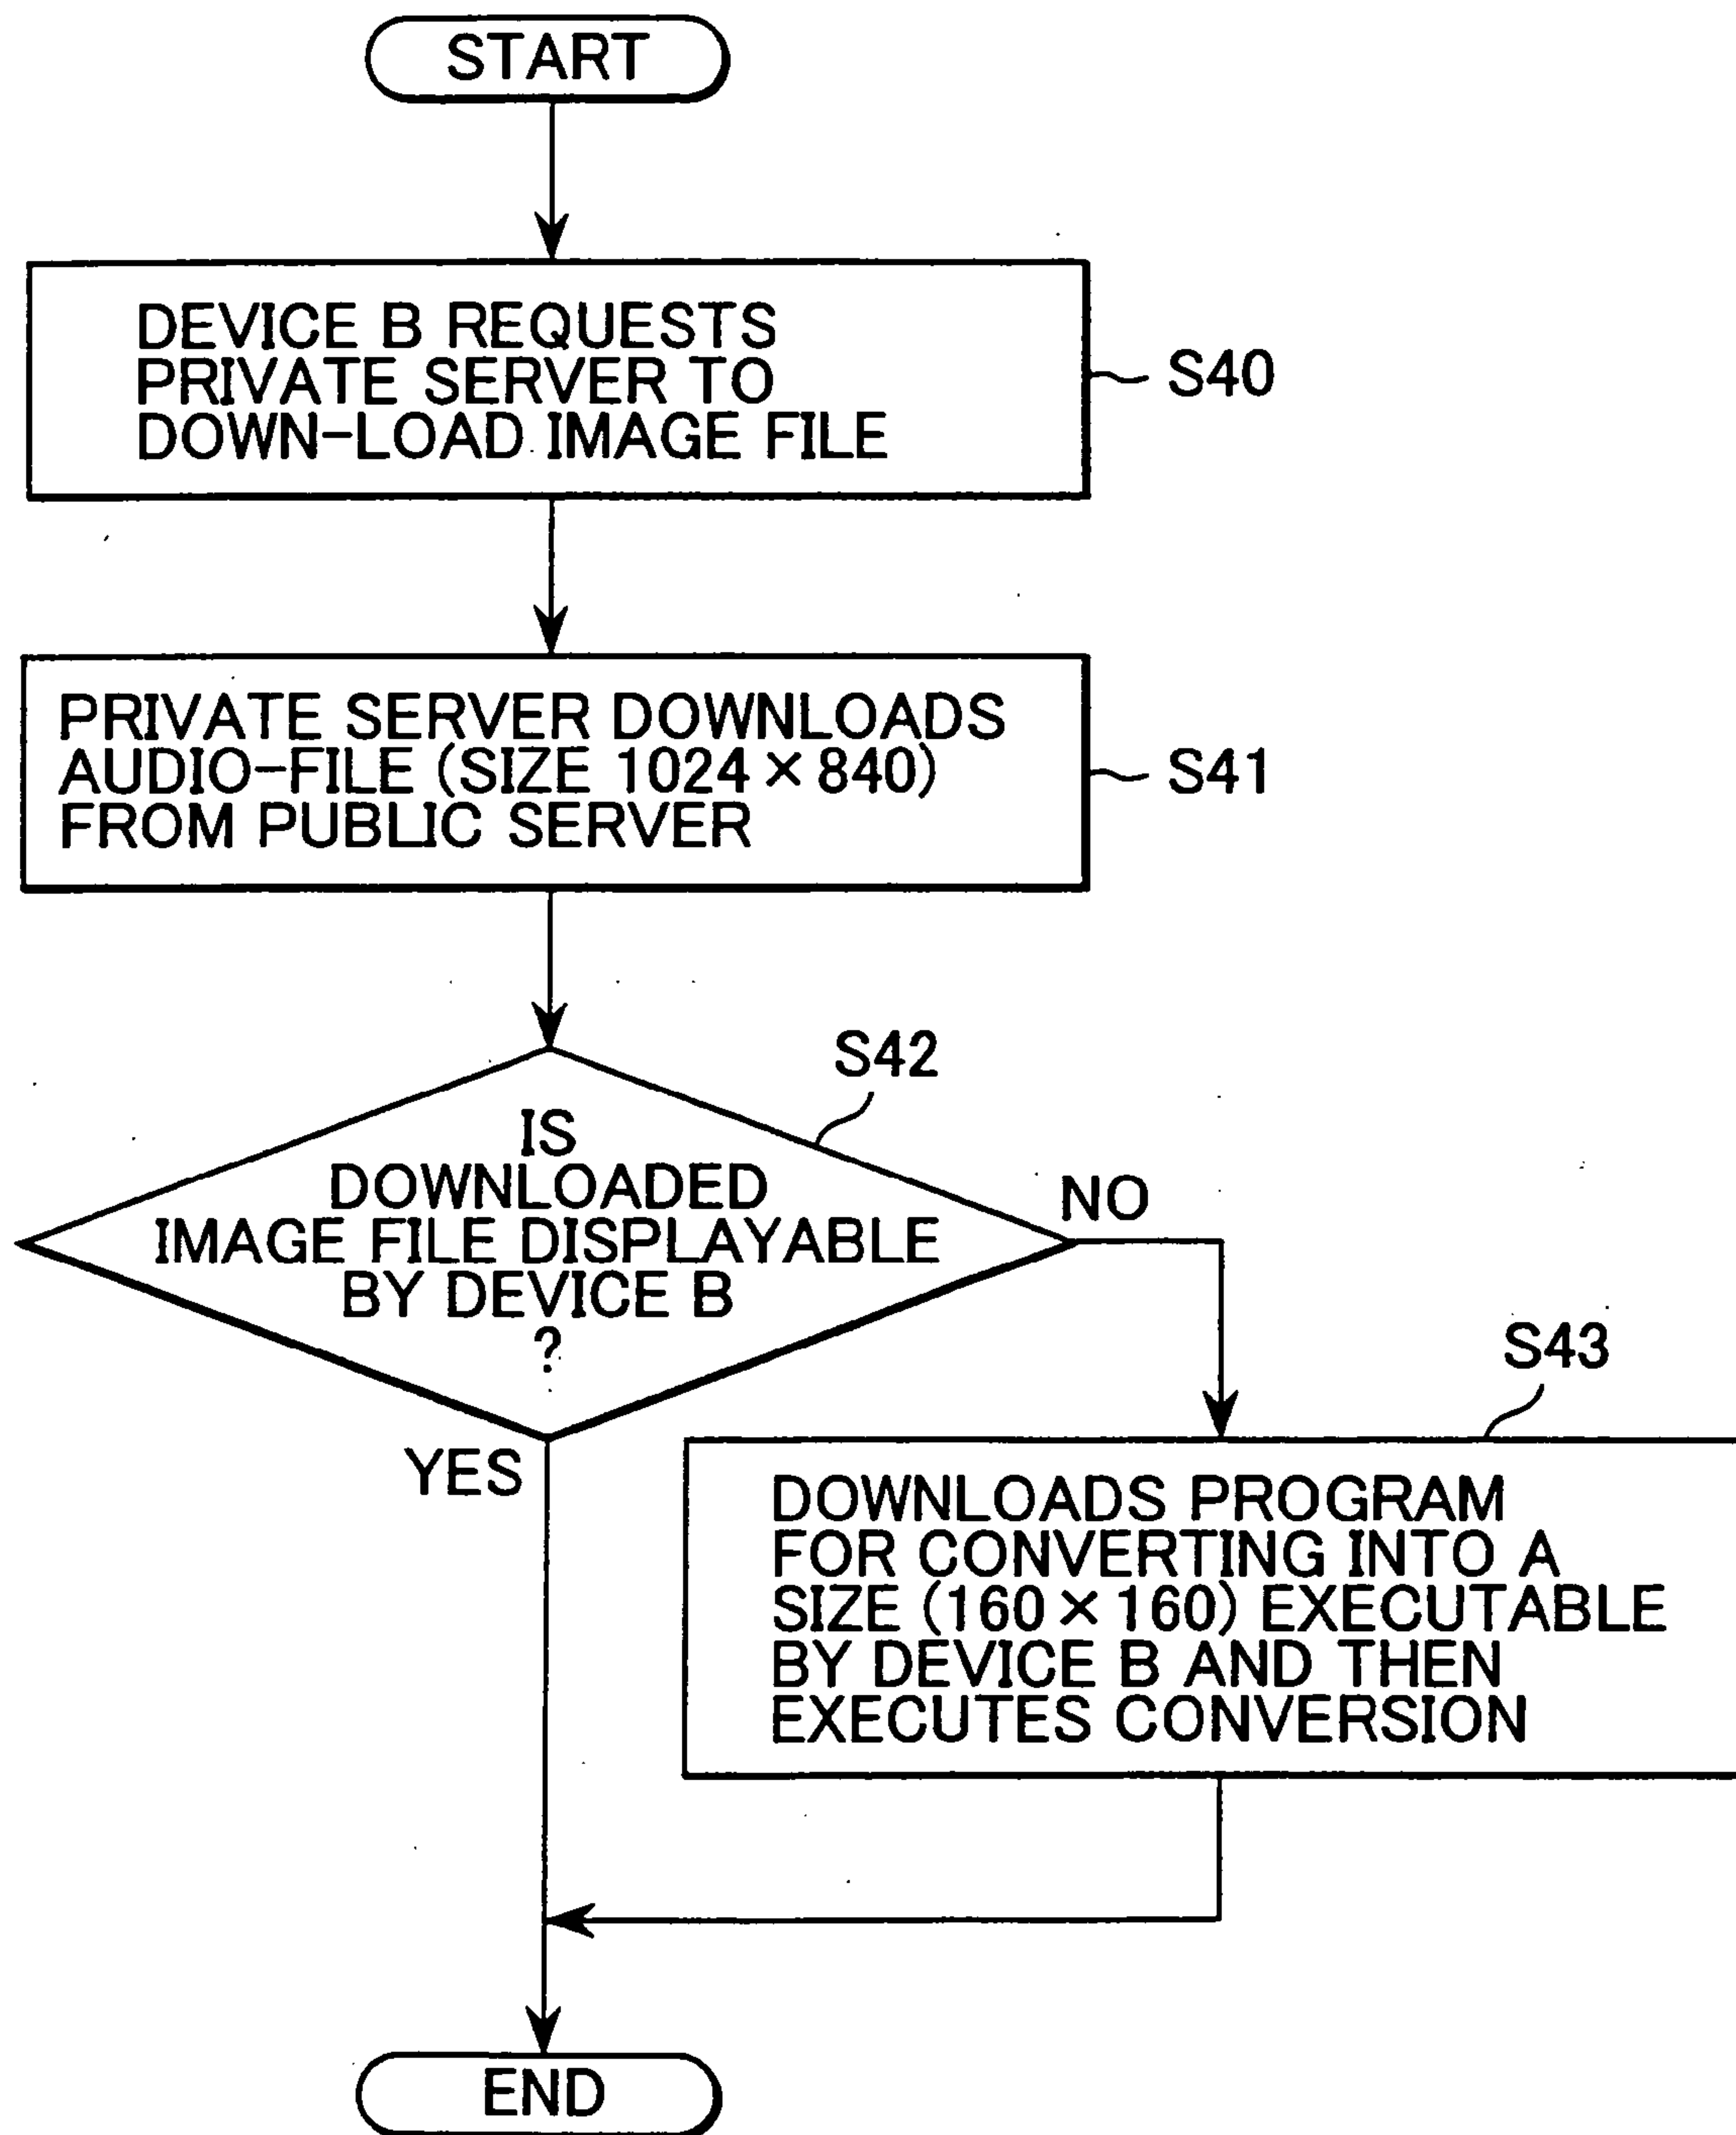 START
DEVICE B REQUESTS
PRIVATE SERVER TO
DOWN-LOAD IMAGE FILE
S40
PRIVATE SERVER DOWNLOADS
AUDIO-FILE (SIZE 1024 × 840)
FROM PUBLIC SERVER
S41
S42
IS
DOWNLOADED
IMAGE FILE DISPLAYABLE
BY DEVICE B
?
NO
YES
S43
DOWNLOADS PROGRAM
FOR CONVERTING INTO A
SIZE (160 × 160) EXECUTABLE
BY DEVICE B AND THEN
EXECUTES CONVERSION
END